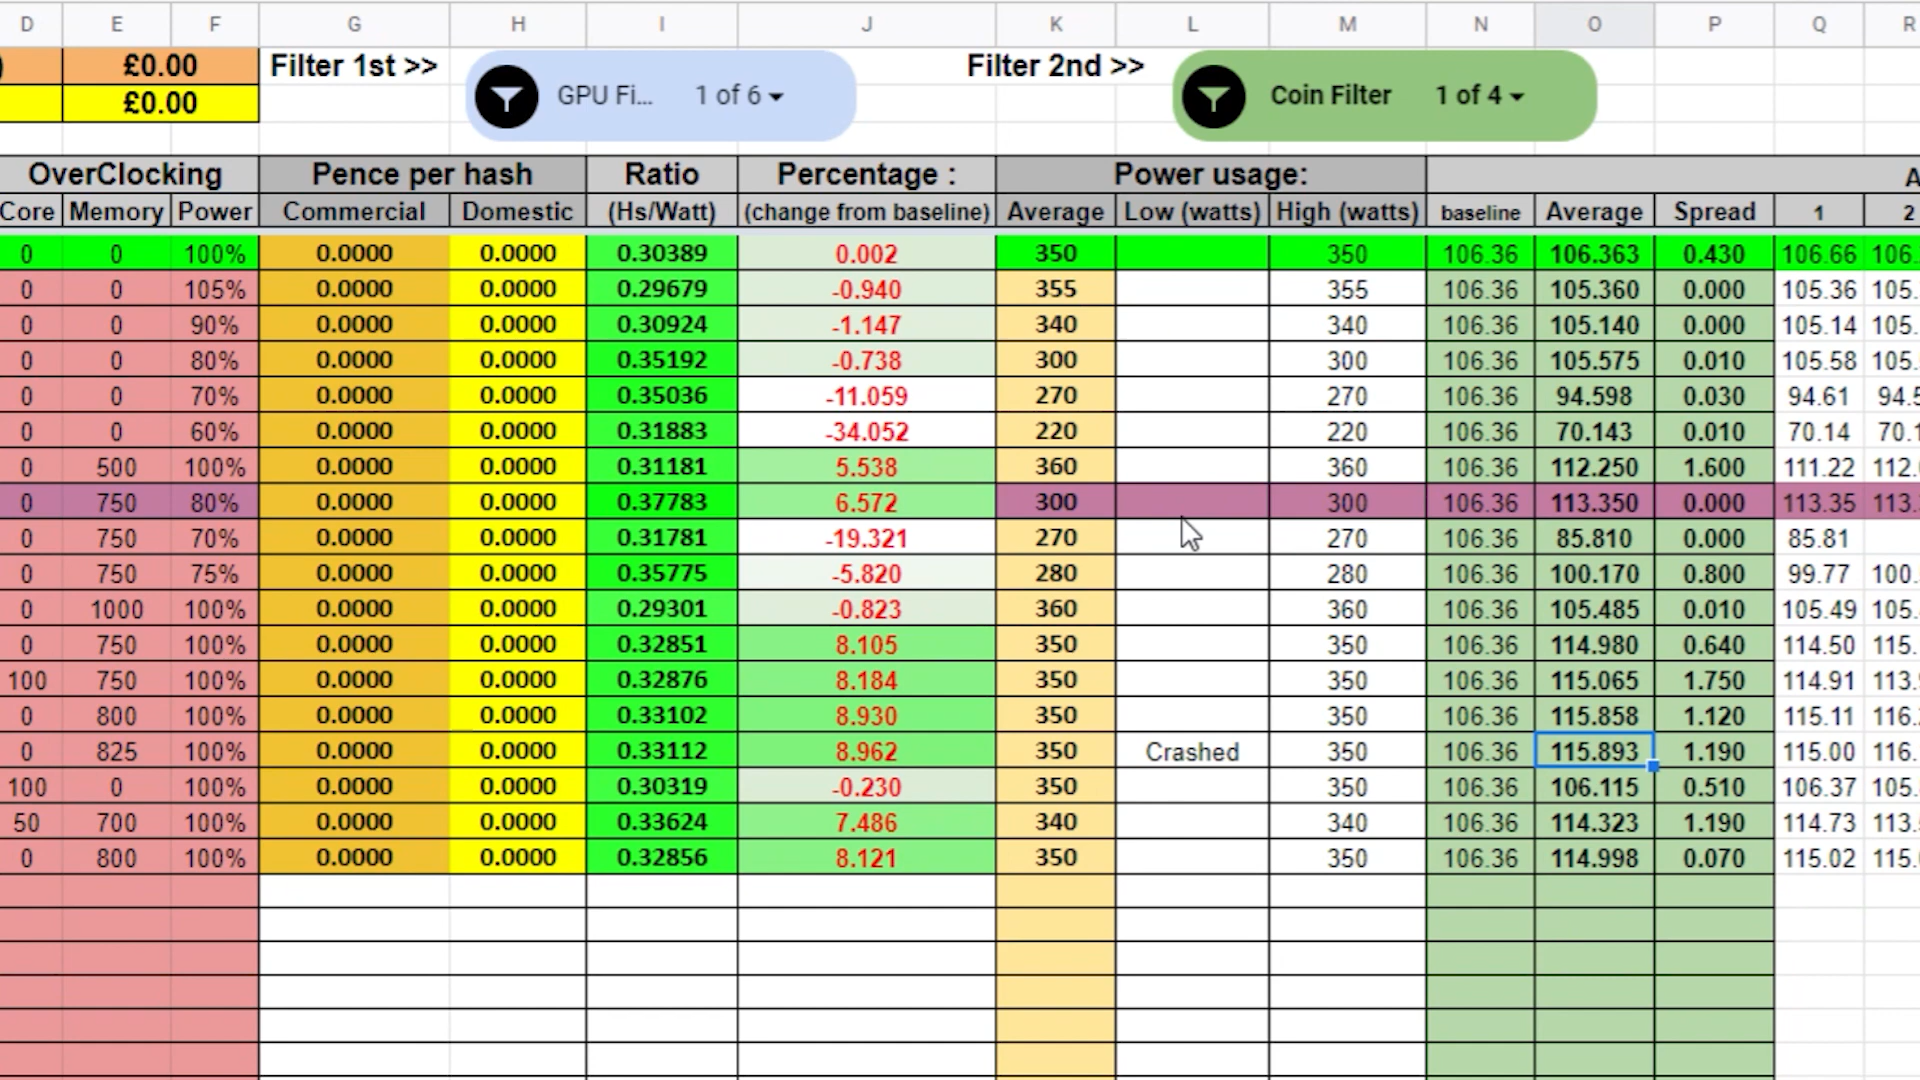 D E F G H I J K L M N O P Q R
) £0.00 Filter 1st >> GPU Fi... 1 of 6 Filter 2nd >> Coin Filter 1 of 4
£0.00
OverClocking Pence per hash Ratio Percentage : Power usage: A
Core Memory Power Commercial Domestic (Hs/Watt) (change from baseline) Average Low (watts) High (watts) baseline Average Spread 1 2
0 0 100% 0.0000 0.0000 0.30389 0.002 350 350 106.36 106.363 0.430 106.66 106.
0 0 105% 0.0000 0.0000 0.29679 -0.940 355 355 106.36 105.360 0.000 105.36 105.
0 0 90% 0.0000 0.0000 0.30924 -1.147 340 340 106.36 105.140 0.000 105.14 105.
0 0 80% 0.0000 0.0000 0.35192 -0.738 300 300 106.36 105.575 0.010 105.58 105.
0 0 70% 0.0000 0.0000 0.35036 -11.059 270 270 106.36 94.598 0.030 94.61 94.5
0 0 60% 0.0000 0.0000 0.31883 -34.052 220 220 106.36 70.143 0.010 70.14 70.1
0 500 100% 0.0000 0.0000 0.31181 5.538 360 360 106.36 112.250 1.600 111.22 112.
0 750 80% 0.0000 0.0000 0.37783 6.572 300 300 106.36 113.350 0.000 113.35 113.
0 750 70% 0.0000 0.0000 0.31781 -19.321 270 270 106.36 85.810 0.000 85.81
0 750 75% 0.0000 0.0000 0.35775 -5.820 280 280 106.36 100.170 0.800 99.77 100.
0 1000 100% 0.0000 0.0000 0.29301 -0.823 360 360 106.36 105.485 0.010 105.49 105.
0 750 100% 0.0000 0.0000 0.32851 8.105 350 350 106.36 114.980 0.640 114.50 115.
100 750 100% 0.0000 0.0000 0.32876 8.184 350 350 106.36 115.065 1.750 114.91 113.
0 800 100% 0.0000 0.0000 0.33102 8.930 350 350 106.36 115.858 1.120 115.11 116.
0 825 100% 0.0000 0.0000 0.33112 8.962 350 Crashed 350 106.36 115.893 1.190 115.00 116.
100 0 100% 0.0000 0.0000 0.30319 -0.230 350 350 106.36 106.115 0.510 106.37 105.
50 700 100% 0.0000 0.0000 0.33624 7.486 340 340 106.36 114.323 1.190 114.73 113.
0 800 100% 0.0000 0.0000 0.32856 8.121 350 350 106.36 114.998 0.070 115.02 115.